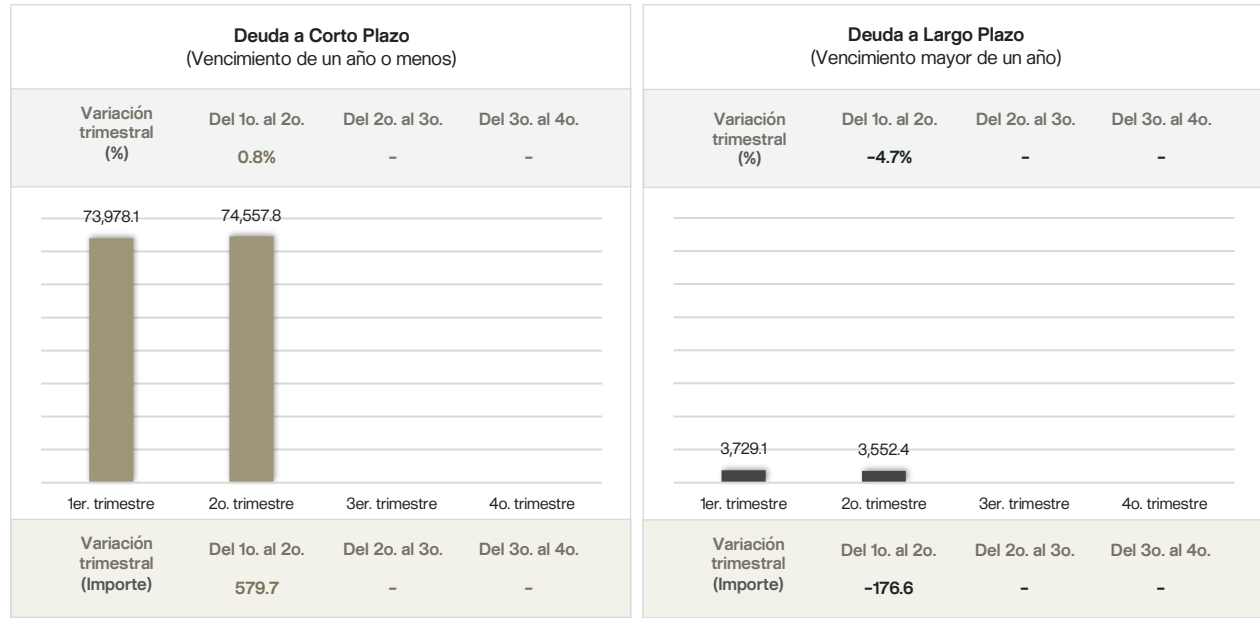 Deuda a Corto Plazo
(Vencimiento de un año o menos)
Variación
trimestral
(%)
Del 1o. al 2o. Del 2o. al 3o. Del 3o. al 4o.
0.8% – –
73,978.1 74,557.8
1er. trimestre 2o. trimestre 3er. trimestre 4o. trimestre
Variación
trimestral
(Importe)
Del 1o. al 2o. Del 2o. al 3o. Del 3o. al 4o.
579.7 – –
Deuda a Largo Plazo
(Vencimiento mayor de un año)
Variación
trimestral
(%)
Del 1o. al 2o. Del 2o. al 3o. Del 3o. al 4o.
-4.7% – –
3,729.1 3,552.4
1er. trimestre 2o. trimestre 3er. trimestre 4o. trimestre
Variación
trimestral
(Importe)
Del 1o. al 2o. Del 2o. al 3o. Del 3o. al 4o.
-176.6 – –